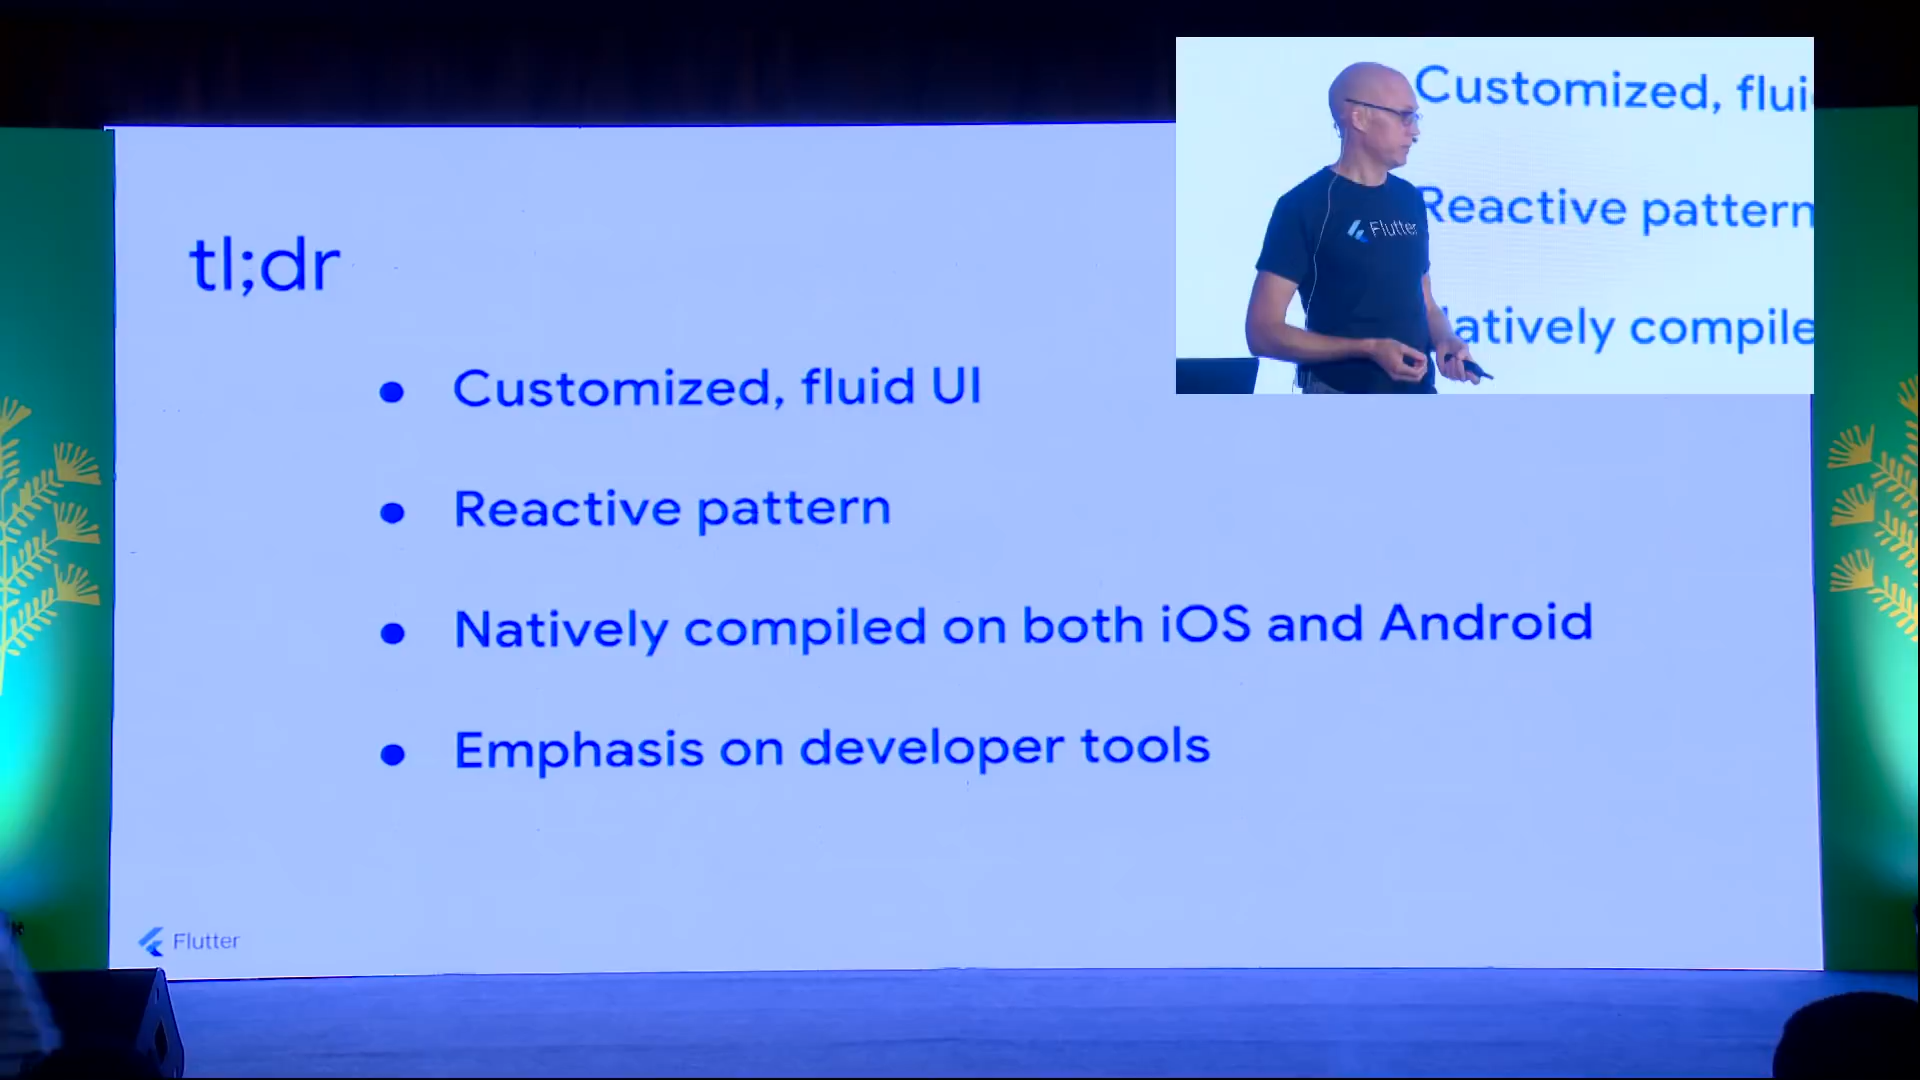 tl;dr
Customized, fluid UI
Reactive pattern
Natively compiled on both iOS and Android
Emphasis on developer tools
Flutter
Customized, flui
Reactive pattern
Flutter
atively compile